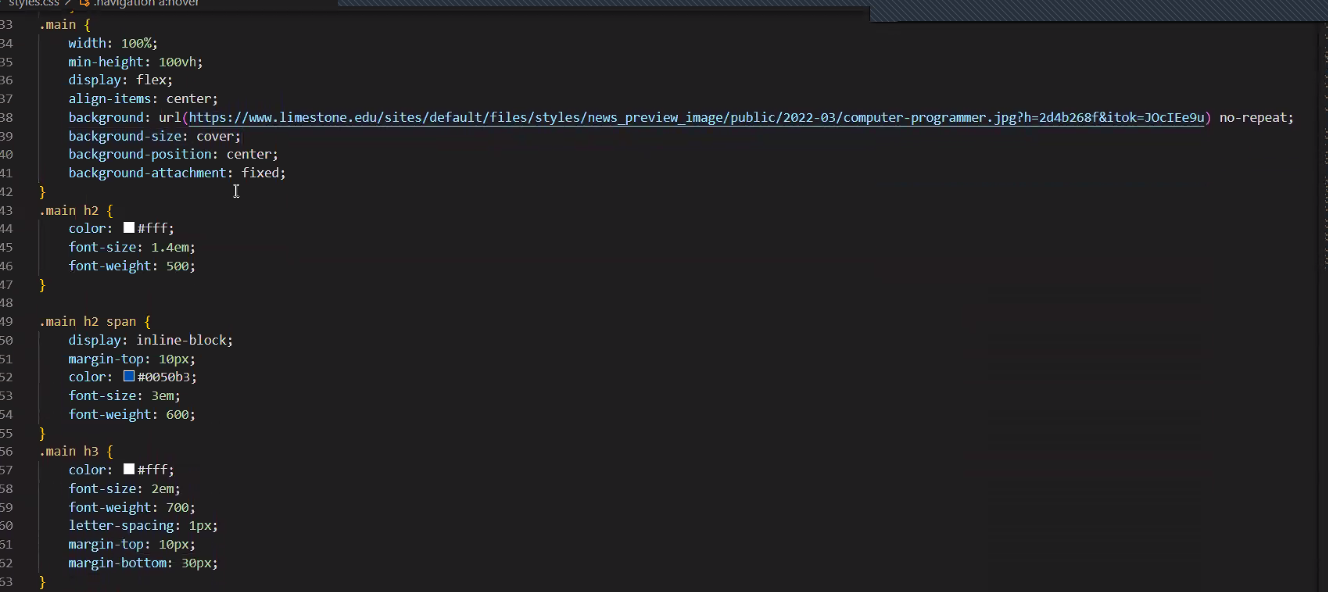 styles.css > .navigation a:hover
33 .main {
34 width: 100%;
35 min-height: 100vh;
36 display: flex;
37 align-items: center;
38 background: url(https://www.limestone.edu/sites/default/files/styles/news_preview_image/public/2022-03/computer-programmer.jpg?h=2d4b268f&itok=JOcIEe9u) no-repeat;
39 background-size: cover;
40 background-position: center;
41 background-attachment: fixed;
42 }
43 .main h2 {
44 color: #fff;
45 font-size: 1.4em;
46 font-weight: 500;
47 }
48
49 .main h2 span {
50 display: inline-block;
51 margin-top: 10px;
52 color: #0050b3;
53 font-size: 3em;
54 font-weight: 600;
55 }
56 .main h3 {
57 color: #fff;
58 font-size: 2em;
59 font-weight: 700;
60 letter-spacing: 1px;
61 margin-top: 10px;
62 margin-bottom: 30px;
63 }